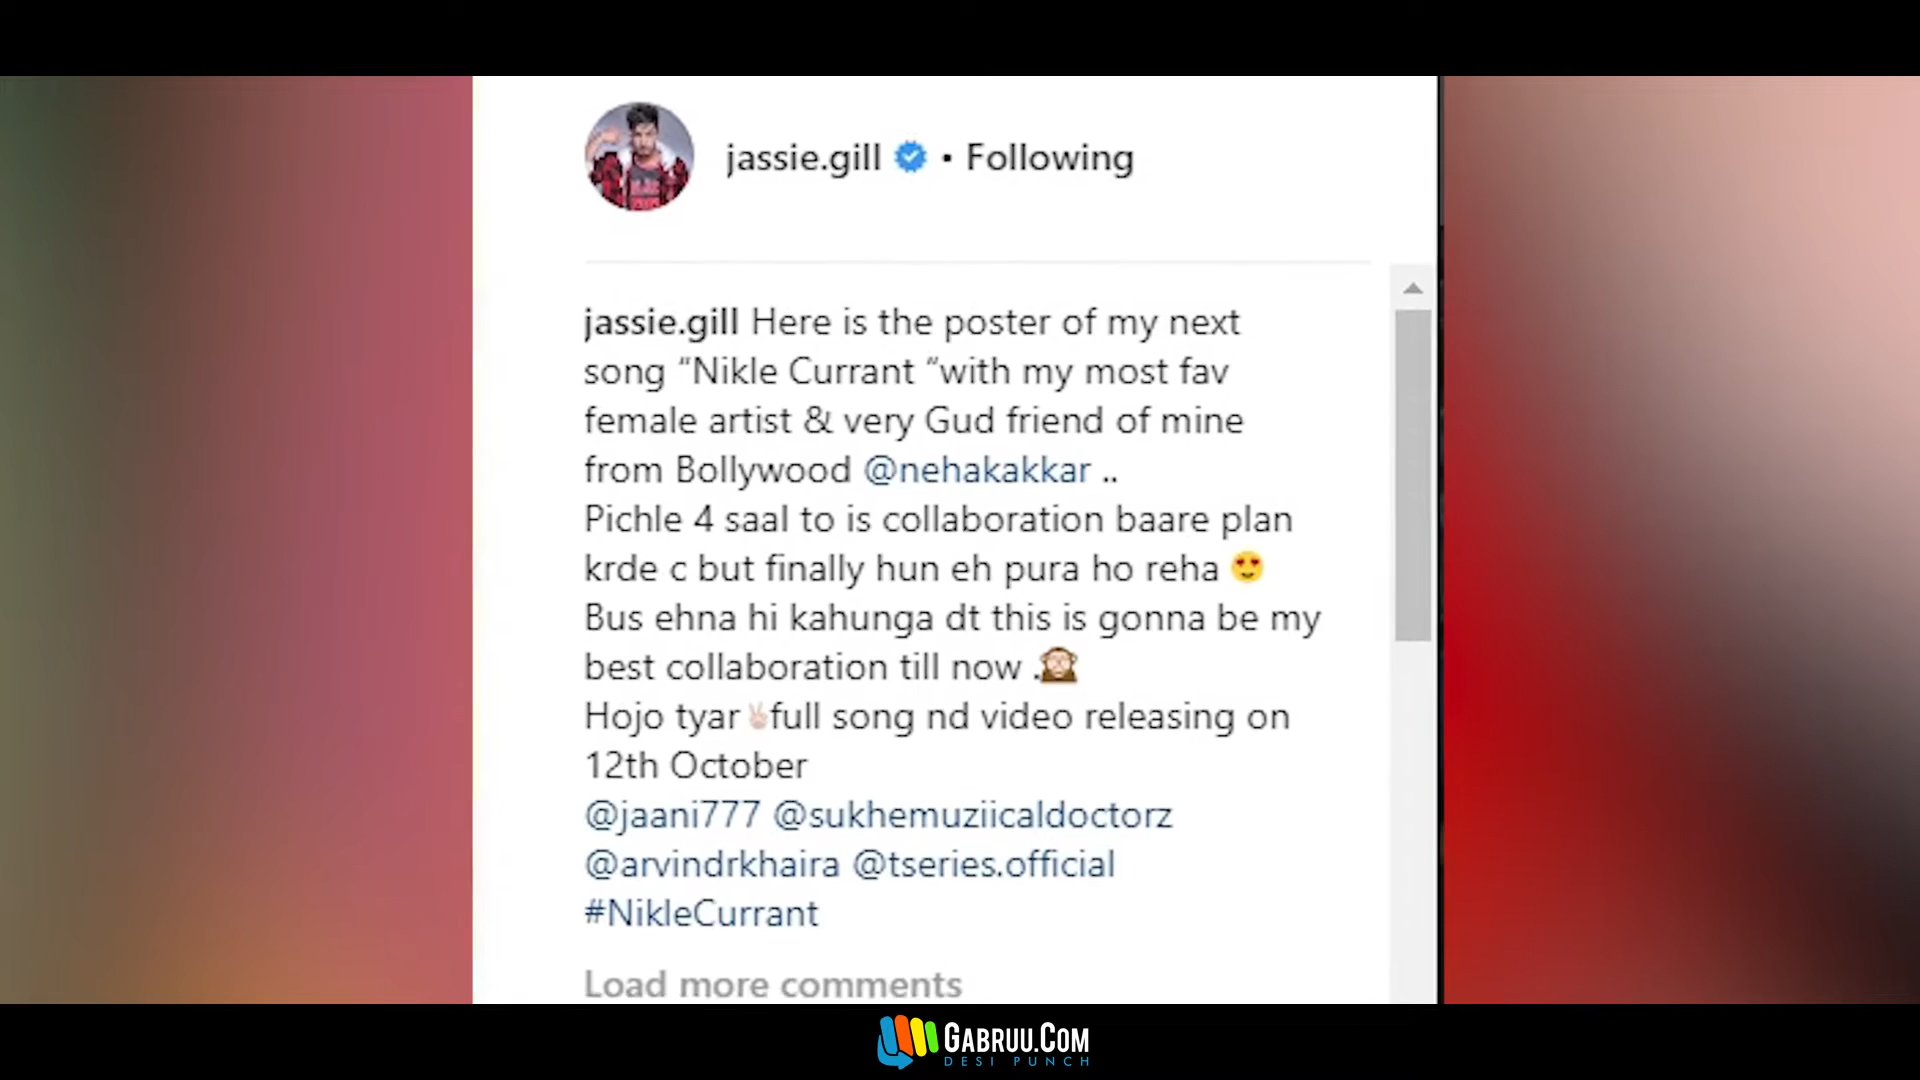 jassie.gill • Following
jassie.gill Here is the poster of my next
song “Nikle Currant “with my most fav
female artist & very Gud friend of mine
from Bollywood @nehakakkar ..
Pichle 4 saal to is collaboration baare plan
krde c but finally hun eh pura ho reha 😍
Bus ehna hi kahunga dt this is gonna be my
best collaboration till now .🙈
Hojo tyar✌🏻full song nd video releasing on
12th October
@jaani777 @sukhemuziicaldoctorz
@arvindrkhaira @tseries.official
#NikleCurrant
Load more comments
GABRUU.COM
DESI PUNCH